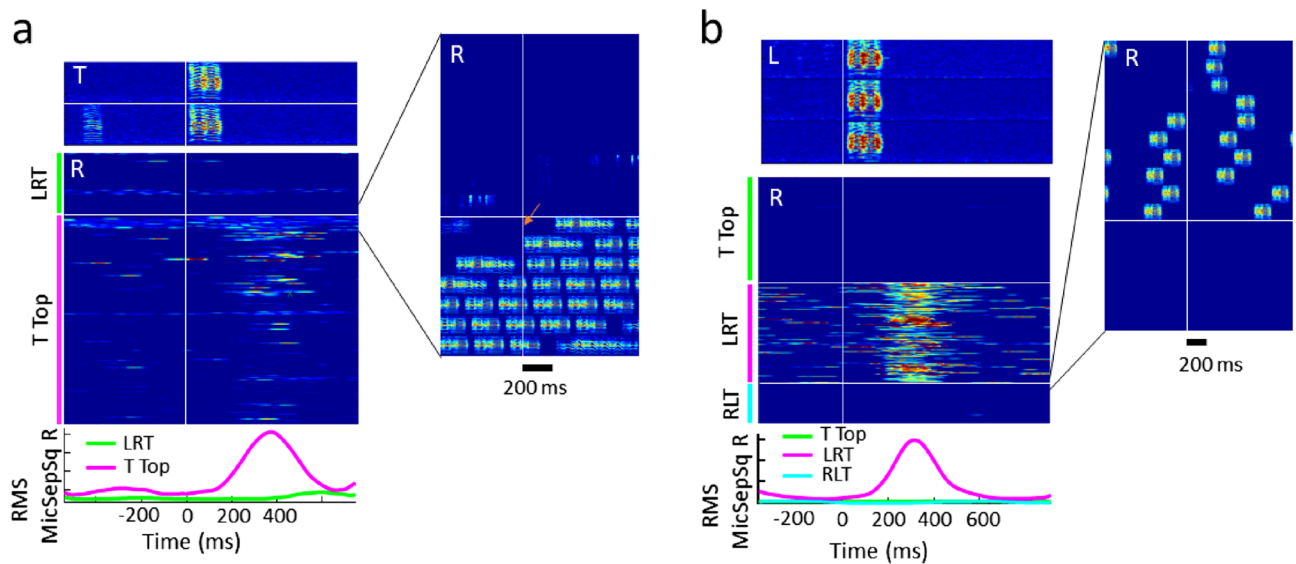 a
T
R
LRT
T Top
R
200 ms
LRT
T Top
RMS
MicSepSq R
-200 0 200 400
Time (ms)
b
L
R
T Top
LRT
RLT
R
200 ms
T Top
LRT
RLT
RMS
MicSepSq R
-200 0 200 400 600
Time (ms)